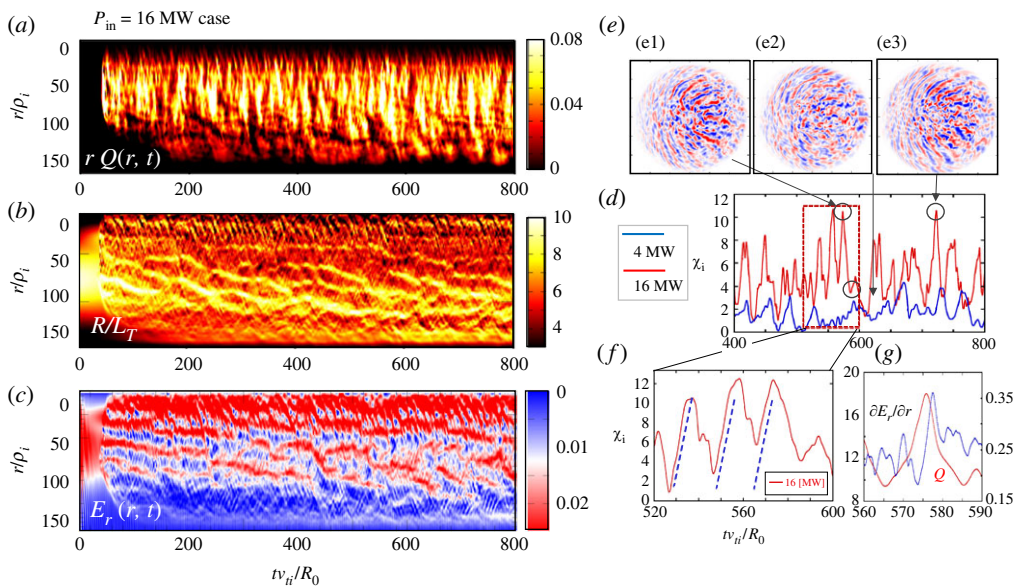 P_in = 16 MW case
(a)
0
50
100
150
r/ρ_i
r Q(r, t)
0 200 400 600 800
0.08
0.04
0
(b)
0
50
100
150
r/ρ_i
R/L_T
0 200 400 600 800
10
8
6
4
(c)
0
50
100
150
r/ρ_i
E_r (r, t)
0 200 400 600 800
tv_ti/R_0
0
0.01
0.02
(e)
(e1) (e2) (e3)
(d)
4 MW
16 MW
χ_i
12
10
8
6
4
2
0
400 500 600 700 800
(f)
χ_i
12
10
8
6
4
2
0
16 [MW]
520 540 560 580 600
tv_ti/R_0
(g)
20
16
12
8
∂E_r/∂r
Q
0.35
0.25
0.15
560 570 580 590